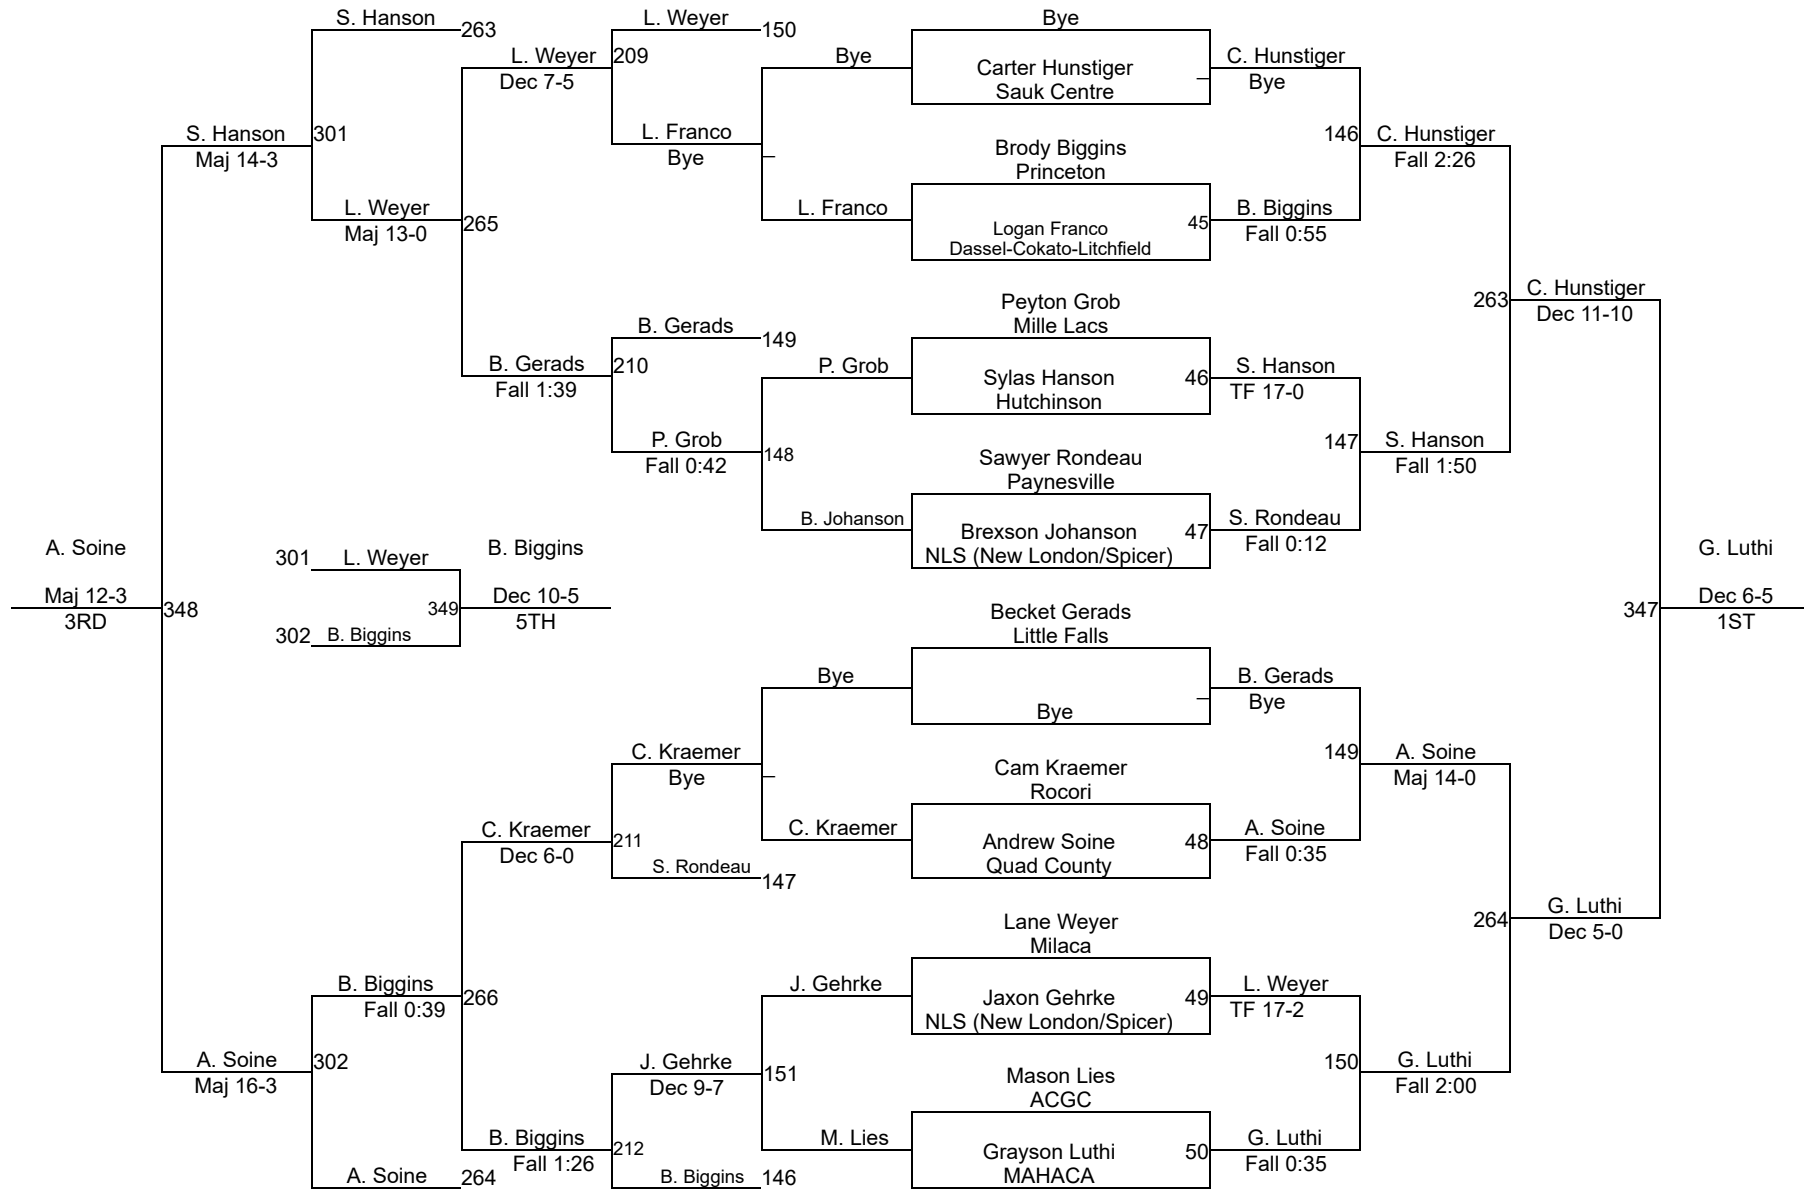 S. Hanson
263
301
S. Hanson
Maj 14-3
L. Weyer
Maj 13-0
265
L. Weyer
Dec 7-5
209
L. Weyer
150
L. Franco
Bye
Bye
L. Franco
B. Gerads
Fall 1:39
210
B. Gerads
149
P. Grob
Fall 0:42
148
P. Grob
B. Johanson
Bye
Carter Hunstiger
Sauk Centre
C. Hunstiger
Bye
Brody Biggins
Princeton
Logan Franco
Dassel-Cokato-Litchfield
45
B. Biggins
Fall 0:55
146
C. Hunstiger
Fall 2:26
Peyton Grob
Mille Lacs
Sylas Hanson
Hutchinson
46
S. Hanson
TF 17-0
Sawyer Rondeau
Paynesville
Brexson Johanson
NLS (New London/Spicer)
47
S. Rondeau
Fall 0:12
147
S. Hanson
Fall 1:50
263
C. Hunstiger
Dec 11-10
A. Soine
Maj 12-3
3RD
348
301
L. Weyer
302
B. Biggins
349
B. Biggins
Dec 10-5
5TH
347
G. Luthi
Dec 6-5
1ST
Becket Gerads
Little Falls
Bye
B. Gerads
Bye
Cam Kraemer
Rocori
Andrew Soine
Quad County
48
A. Soine
Fall 0:35
149
A. Soine
Maj 14-0
Lane Weyer
Milaca
Jaxon Gehrke
NLS (New London/Spicer)
49
L. Weyer
TF 17-2
Mason Lies
ACGC
Grayson Luthi
MAHACA
50
G. Luthi
Fall 0:35
150
G. Luthi
Fall 2:00
264
G. Luthi
Dec 5-0
Bye
C. Kraemer
C. Kraemer
Bye
C. Kraemer
Dec 6-0
211
S. Rondeau
147
J. Gehrke
M. Lies
151
J. Gehrke
Dec 9-7
B. Biggins
Fall 1:26
212
B. Biggins
146
B. Biggins
Fall 0:39
266
A. Soine
Maj 16-3
302
A. Soine
264